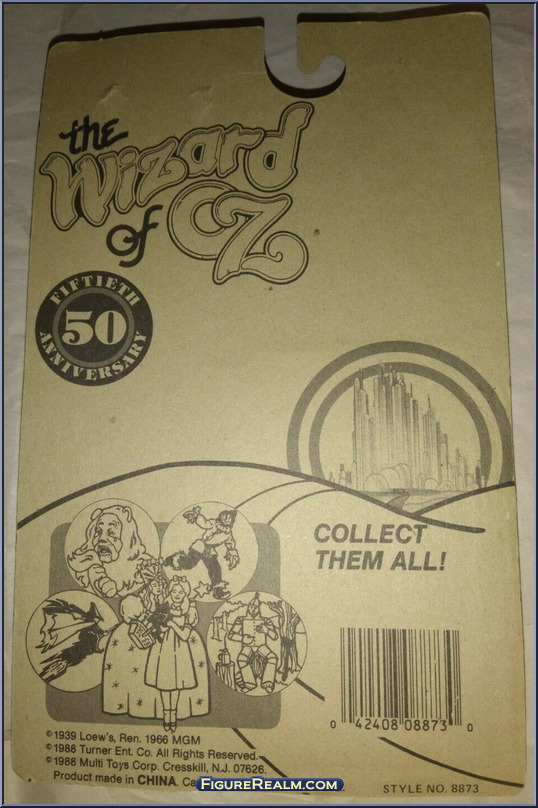 the
Wizard
of OZ
®
FIFTIETH
50
ANNIVERSARY
COLLECT
THEM ALL!
0 42408 08873 0
©1939 Loew's, Ren. 1966 MGM
©1988 Turner Ent. Co. All Rights Reserved.
©1988 Multi Toys Corp. Cresskill, N.J. 07626.
Product made in CHINA.
FIGUREREALM.COM
STYLE NO. 8873